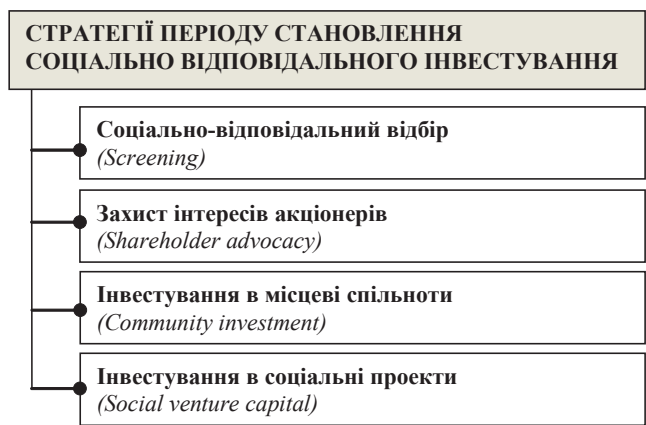 СТРАТЕГІЇ ПЕРІОДУ СТАНОВЛЕННЯ
СОЦІАЛЬНО ВІДПОВІДАЛЬНОГО ІНВЕСТУВАННЯ
Соціально-відповідальний відбір
(Screening)
Захист інтересів акціонерів
(Shareholder advocacy)
Інвестування в місцеві спільноти
(Community investment)
Інвестування в соціальні проекти
(Social venture capital)